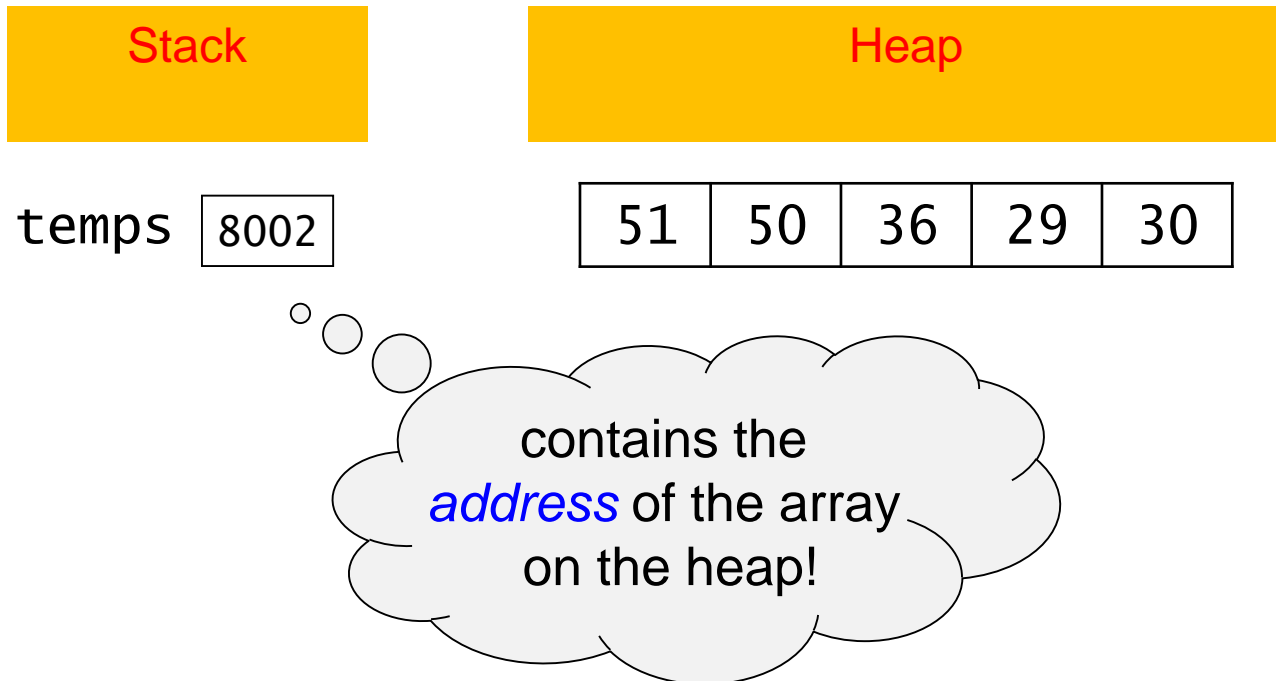 Stack
Heap
temps 8002
51 50 36 29 30
contains the
address of the array
on the heap!